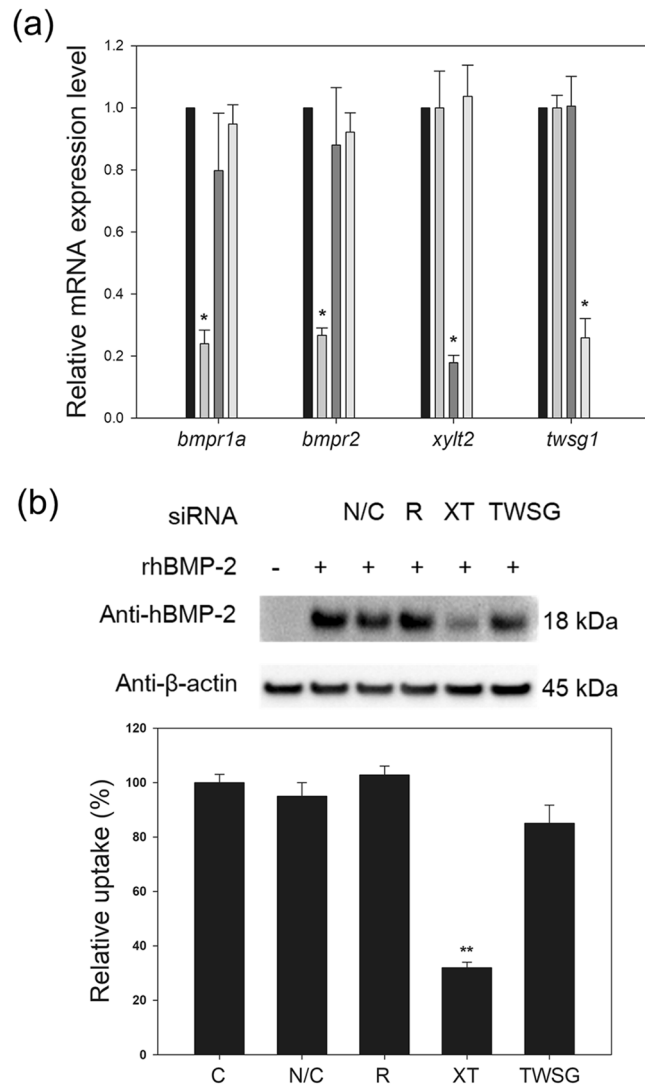 (a)
Relative mRNA expression level
1.2
1.0
0.8
0.6
0.4
0.2
0.0
*
*
*
*
bmpr1a bmpr2 xylt2 twsg1
(b)
siRNA N/C R XT TWSG
rhBMP-2 - + + + + +
Anti-hBMP-2 18 kDa
Anti-β-actin 45 kDa
Relative uptake (%)
120
100
80
60
40
20
0
**
C N/C R XT TWSG